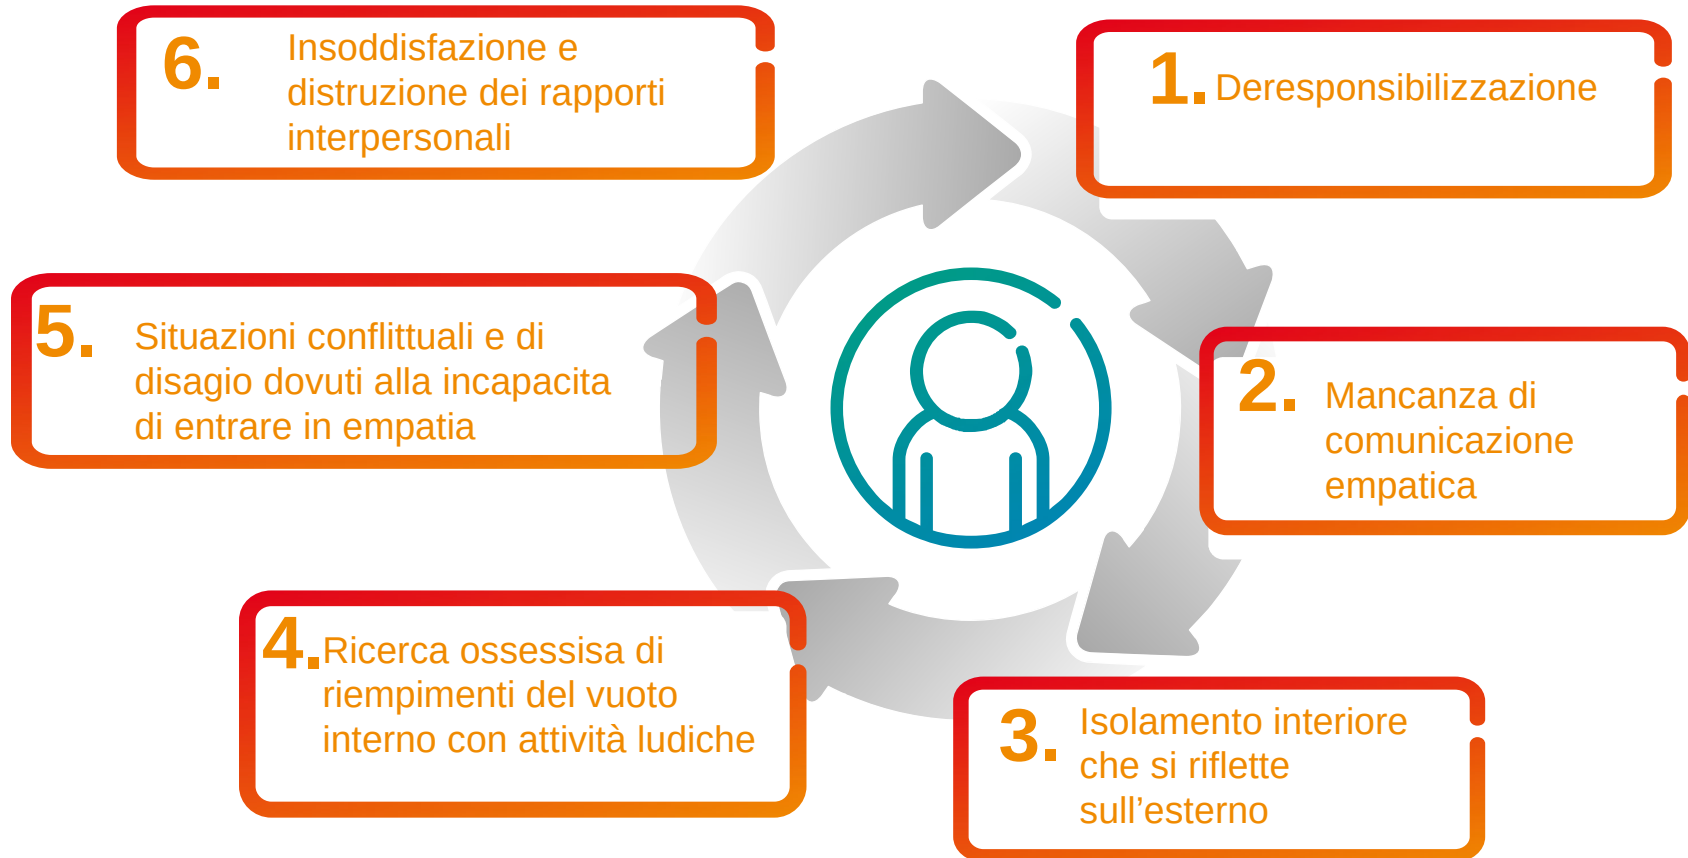 1. Deresponsibilizzazione
2. Mancanza di
comunicazione
empatica
3. Isolamento interiore
che si riflette
sull’esterno
4. Ricerca ossessisa di
riempimenti del vuoto
interno con attività ludiche
5. Situazioni conflittuali e di
disagio dovuti alla incapacita
di entrare in empatia
6. Insoddisfazione e
distruzione dei rapporti
interpersonali